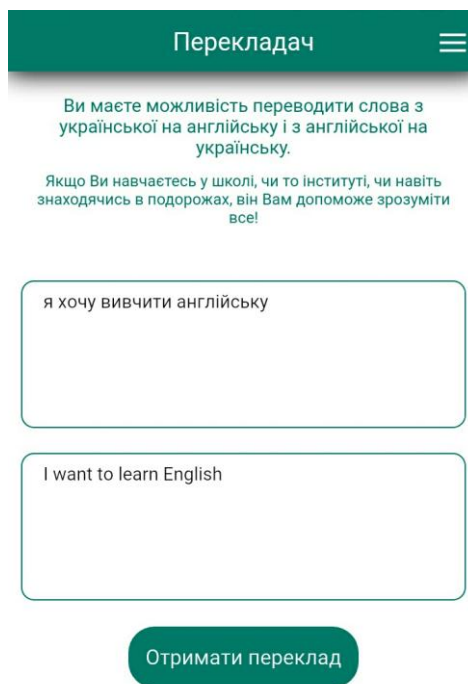 Перекладач
Ви маєте можливість переводити слова з
української на англійську і з англійської на
українську.
Якщо Ви навчаєтесь у школі, чи то інституті, чи навіть
знаходячись в подорожах, він Вам допоможе зрозуміти
все!
я хочу вивчити англійську
I want to learn English
Отримати переклад